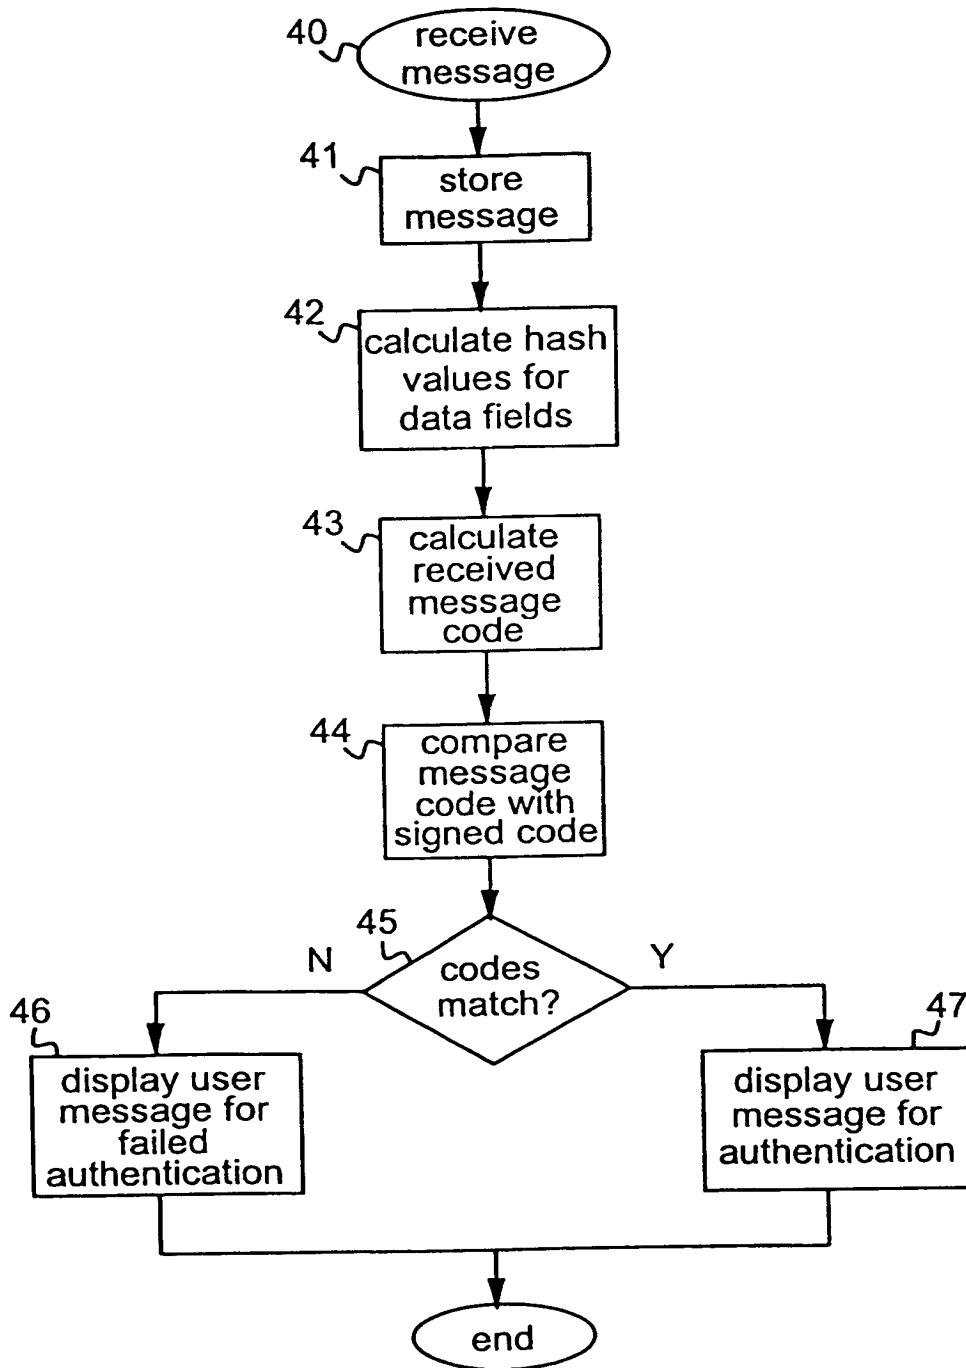 40
receive
message
41
store
message
42
calculate hash
values for
data fields
43
calculate
received
message
code
44
compare
message
code with
signed code
45
codes
match?
N
Y
46
display user
message for
failed
authentication
47
display user
message for
authentication
end